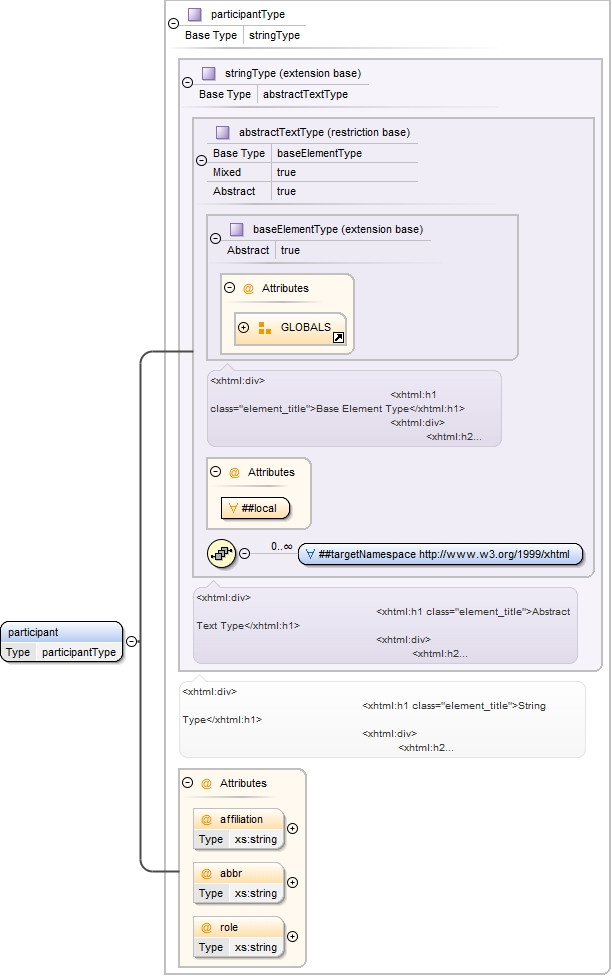 participantType
Base Type stringType
stringType (extension base)
Base Type abstractTextType
abstractTextType (restriction base)
Base Type baseElementType
Mixed true
Abstract true
baseElementType (extension base)
Abstract true
@ Attributes
GLOBALS
<xhtml:div>
<xhtml:h1
class="element_title">Base Element Type</xhtml:h1>
<xhtml:div>
<xhtml:h2...
@ Attributes
∀ ##local
0..∞ ∀ ##targetNamespace http://www.w3.org/1999/xhtml
<xhtml:div>
<xhtml:h1 class="element_title">Abstract
Text Type</xhtml:h1>
<xhtml:div>
<xhtml:h2...
participant
Type participantType
<xhtml:div>
<xhtml:h1 class="element_title">String
Type</xhtml:h1>
<xhtml:div>
<xhtml:h2...
@ Attributes
@ affiliation
Type xs:string
@ abbr
Type xs:string
@ role
Type xs:string